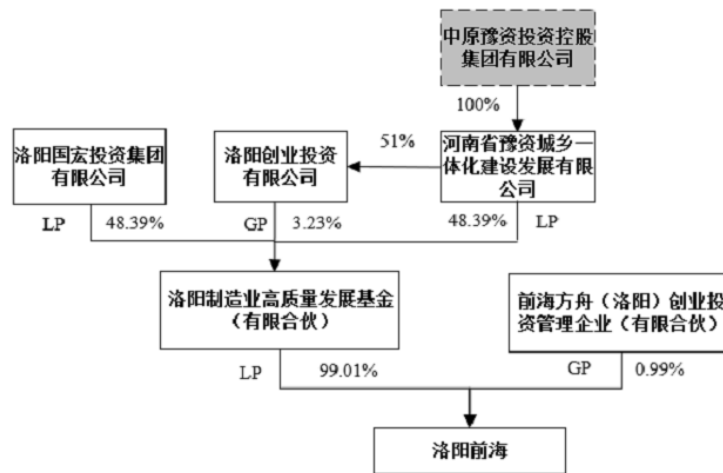 中原豫资投资控股
集团有限公司
100%
洛阳国宏投资集团
有限公司
洛阳创业投资
有限公司
51%
河南省豫资城乡一
体化建设发展有限
公司
LP
48.39%
GP
3.23%
48.39%
LP
洛阳制造业高质量发展基金
（有限合伙）
前海方舟（洛阳）创业投
资管理企业（有限合伙）
LP
99.01%
GP
0.99%
洛阳前海